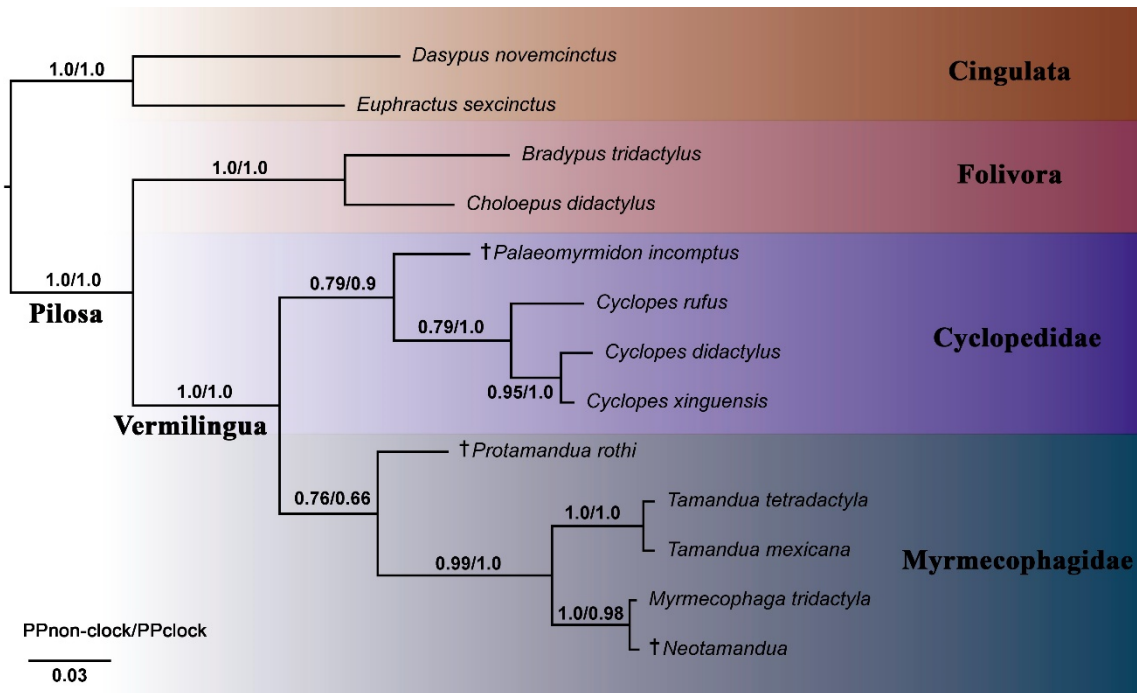 Dasypus novemcinctus
1.0/1.0
Cingulata
Euphractus sexcinctus
Bradypus tridactylus
1.0/1.0
Folivora
Choloepus didactylus
†Palaeomyrmidon incomptus
1.0/1.0
0.79/0.9
Pilosa
Cyclopes rufus
0.79/1.0
Cyclopedidae
Cyclopes didactylus
1.0/1.0
0.95/1.0
Cyclopes xinguensis
Vermilingua
†Protamandua rothi
0.76/0.66
Tamandua tetradactyla
1.0/1.0
Tamandua mexicana
Myrmecophagidae
0.99/1.0
Myrmecophaga tridactyla
1.0/0.98
PPnon-clock/PPclock
†Neotamandua
0.03